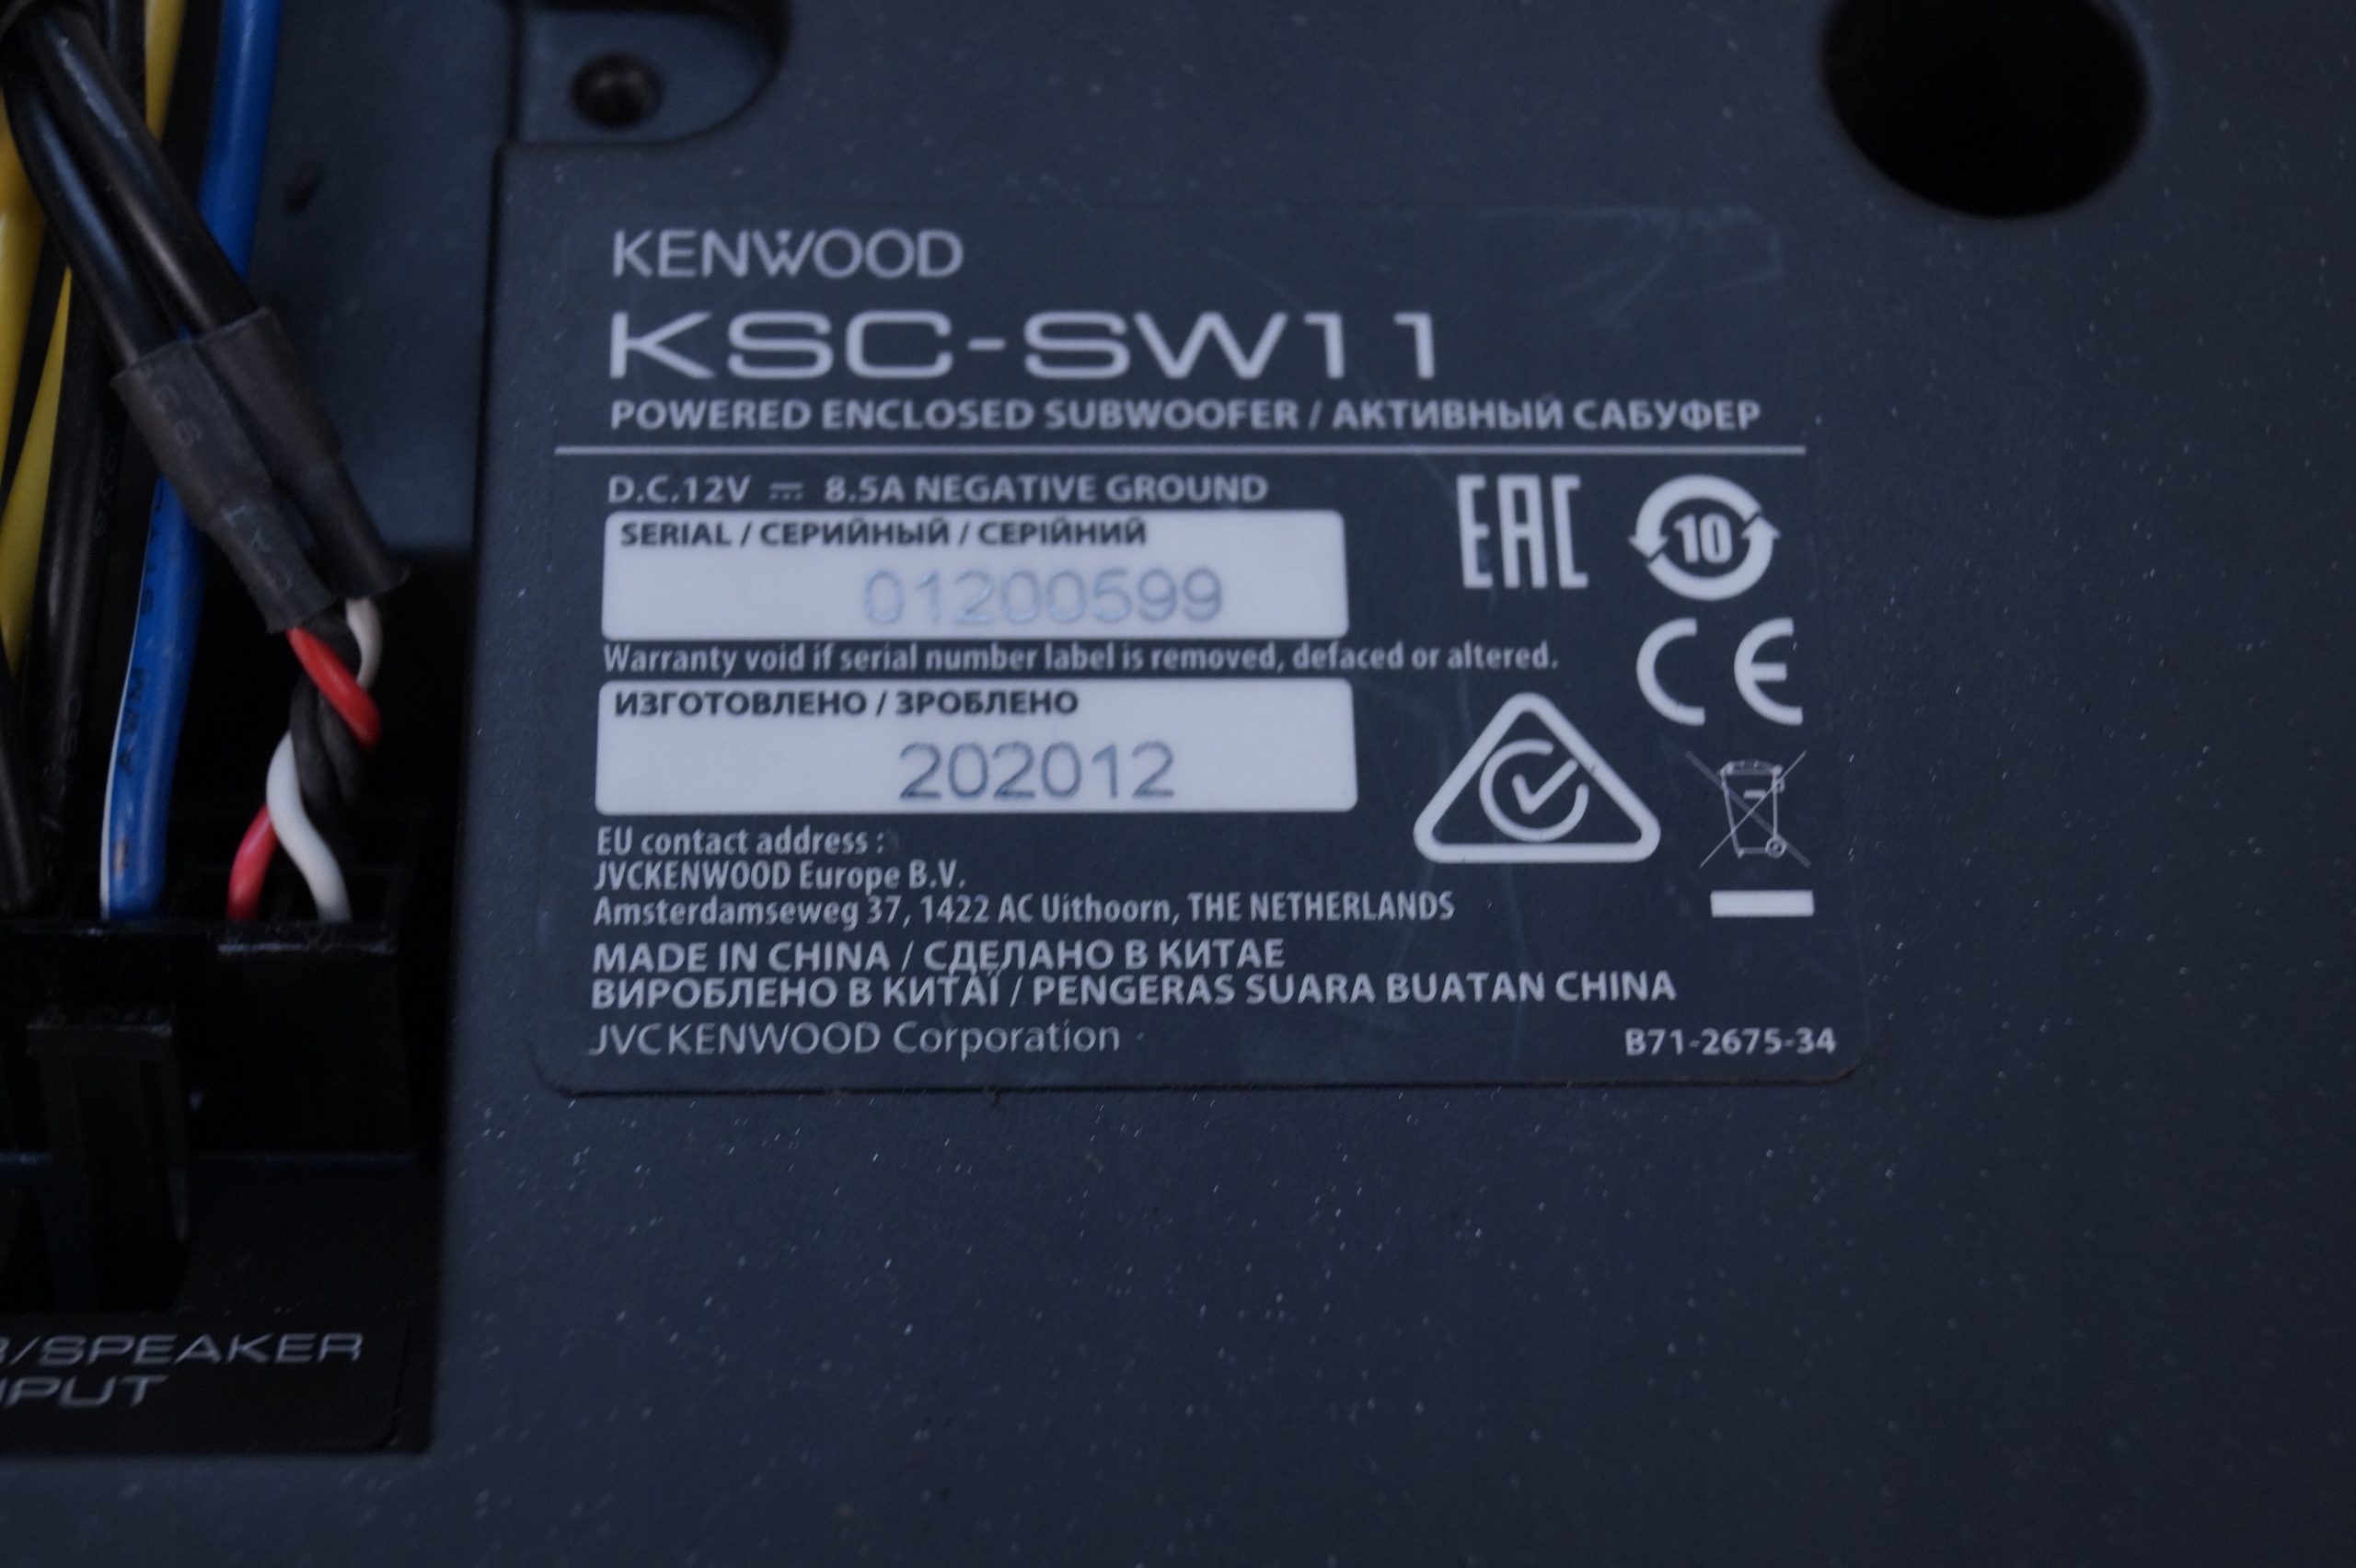 KENWOOD
KSC-SW11
POWERED ENCLOSED SUBWOOFER / АКТИВНЫЙ САБУФЕР
D.C.12V ⎓ 8.5A NEGATIVE GROUND
SERIAL / СЕРИЙНЫЙ / СЕРІЙНИЙ
01200599
Warranty void if serial number label is removed, defaced or altered.
ИЗГОТОВЛЕНО / ЗРОБЛЕНО
202012
EAC
10
CE
EU contact address :
JVCKENWOOD Europe B.V.
Amsterdamseweg 37, 1422 AC Uithoorn, THE NETHERLANDS
MADE IN CHINA / СДЕЛАНО В КИТАЕ
ВИРОБЛЕНО В КИТАЇ / PENGERAS SUARA BUATAN CHINA
JVCKENWOOD Corporation
B71-2675-34
AWM
/SPEAKER